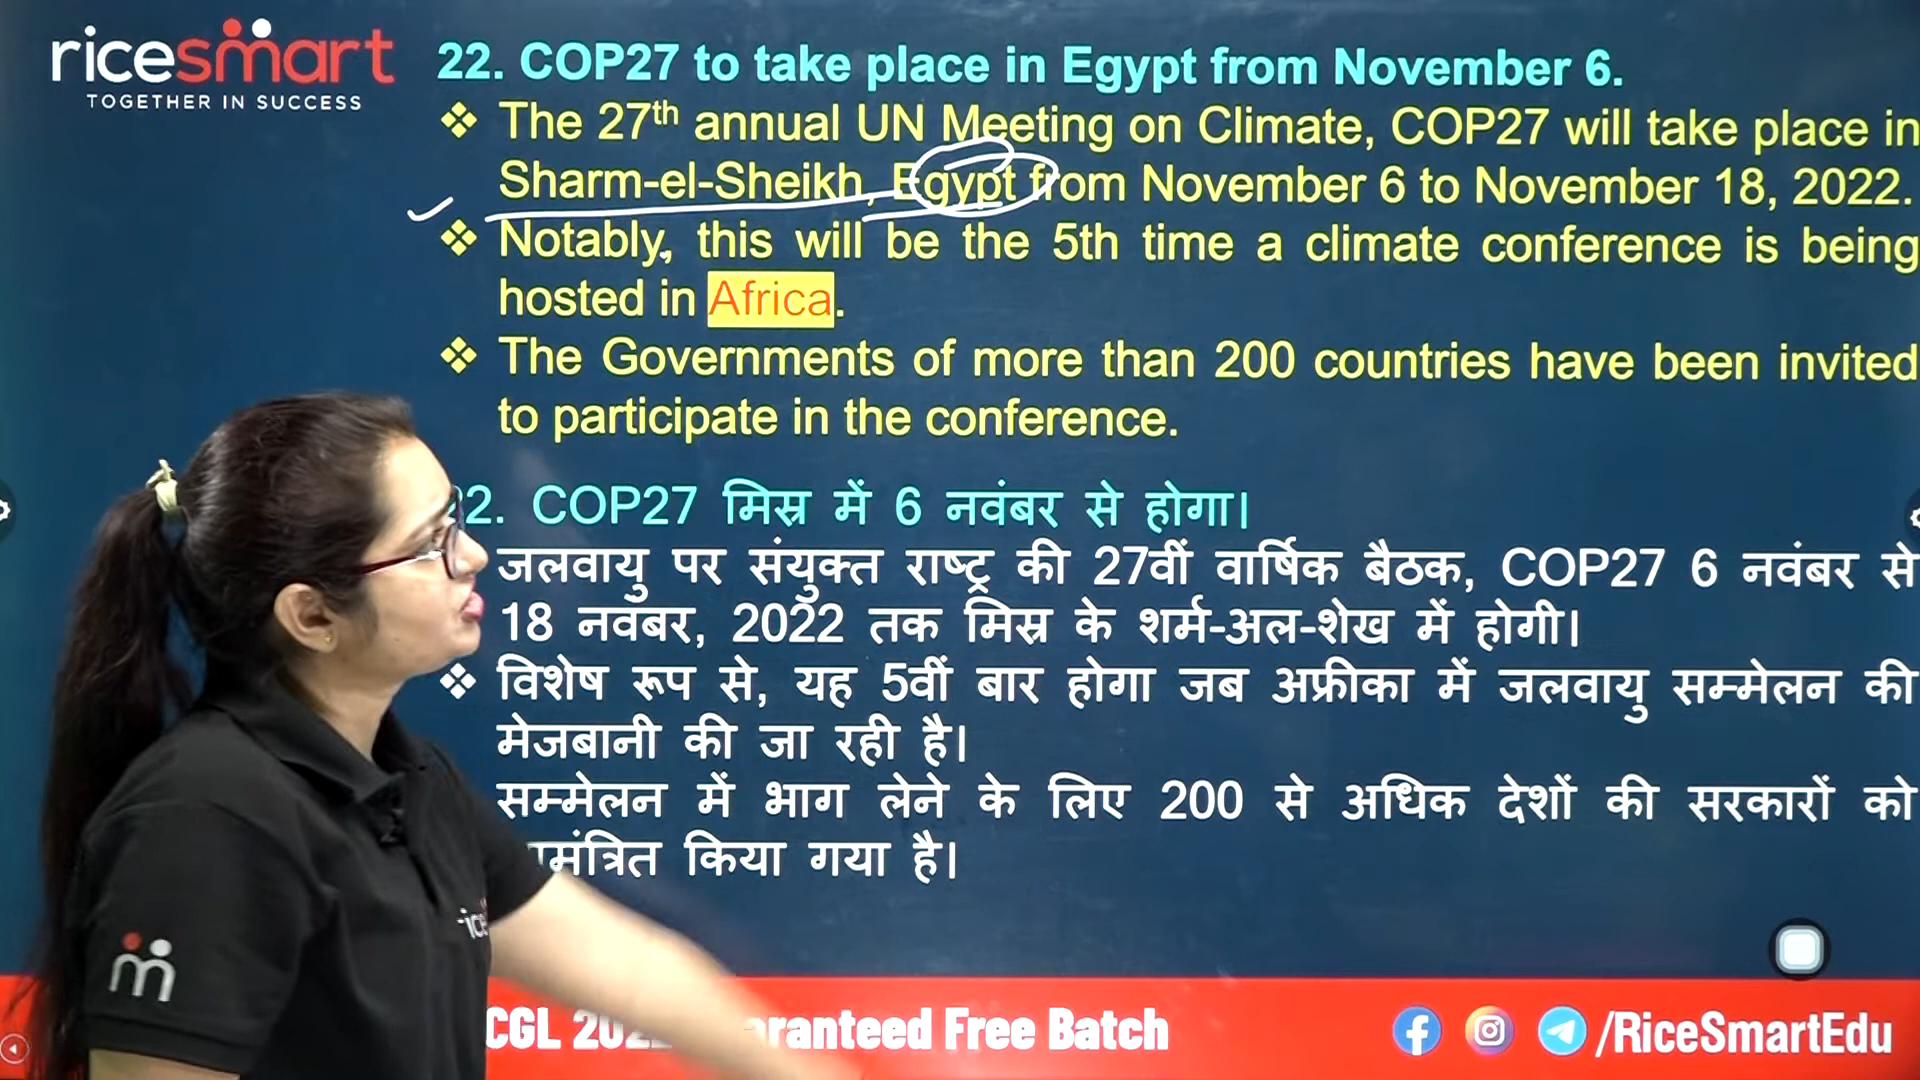 ricesmart
TOGETHER IN SUCCESS
22. COP27 to take place in Egypt from November 6.
❖ The 27th annual UN Meeting on Climate, COP27 will take place in
Sharm-el-Sheikh, Egypt from November 6 to November 18, 2022.
❖ Notably, this will be the 5th time a climate conference is being
hosted in Africa.
❖ The Governments of more than 200 countries have been invited
to participate in the conference.
22. COP27 मिस्र में 6 नवंबर से होगा।
जलवायु पर संयुक्त राष्ट्र की 27वीं वार्षिक बैठक, COP27 6 नवंबर से
18 नवंबर, 2022 तक मिस्र के शर्म-अल-शेख में होगी।
❖ विशेष रूप से, यह 5वीं बार होगा जब अफ्रीका में जलवायु सम्मेलन की
मेजबानी की जा रही है।
सम्मेलन में भाग लेने के लिए 200 से अधिक देशों की सरकारों को
किया गया है।
CGL Free Batch
/RiceSmartEdu